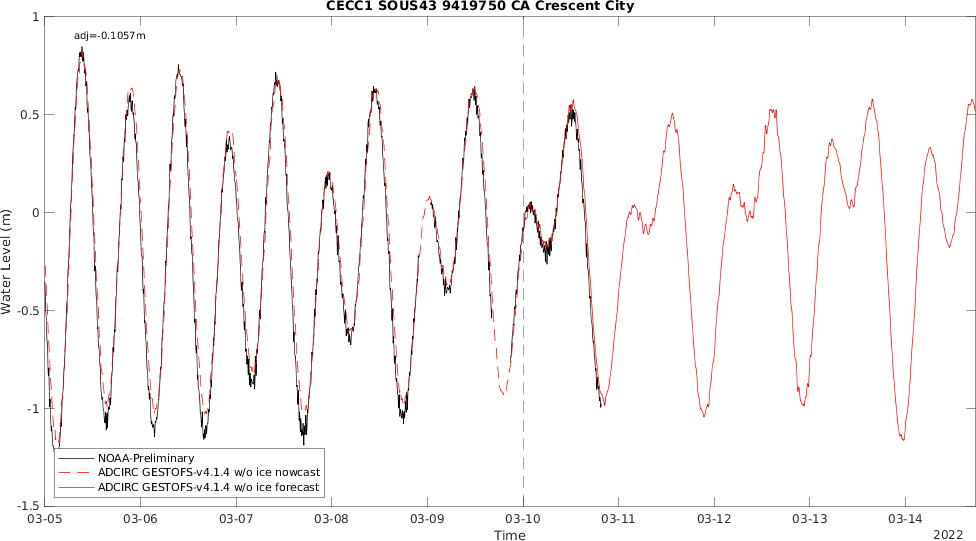 CECC1 SOUS43 9419750 CA Crescent City
adj=-0.1057m
1
0.5
0
-0.5
-1
-1.5
Water Level (m)
NOAA-Preliminary
ADCIRC GESTOFS-v4.1.4 w/o ice nowcast
ADCIRC GESTOFS-v4.1.4 w/o ice forecast
03-05 03-06 03-07 03-08 03-09 03-10 03-11 03-12 03-13 03-14
Time
2022